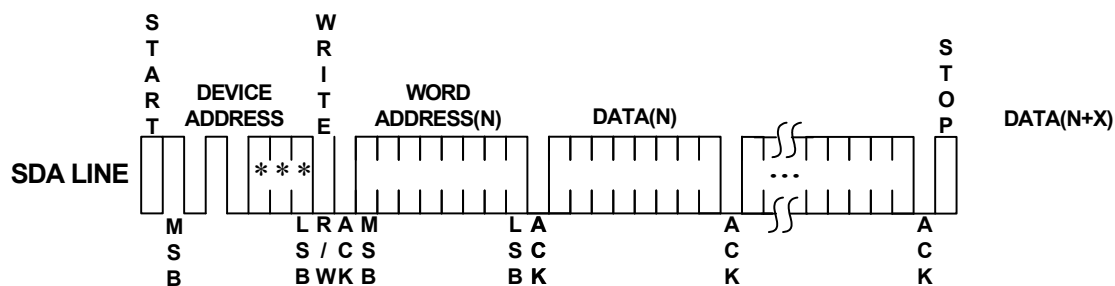 START
WRITE
STOP
DEVICE
ADDRESS
WORD
ADDRESS(N)
DATA(N)
DATA(N+X)
SDA LINE
* * *
...
MSB
LSB
R/W
ACK
MSB
LSB
ACK
ACK
ACK